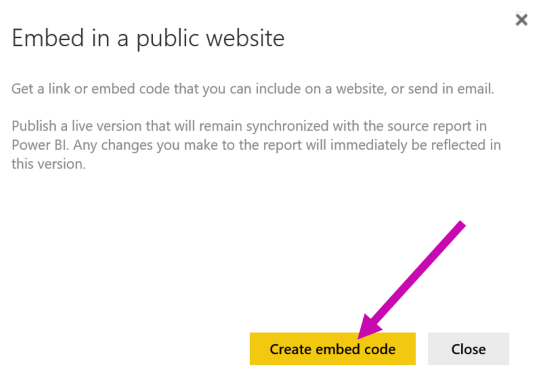 Embed in a public website
Get a link or embed code that you can include on a website, or send in email.
Publish a live version that will remain synchronized with the source report in
Power BI. Any changes you make to the report will immediately be reflected in
this version.
Create embed code
Close